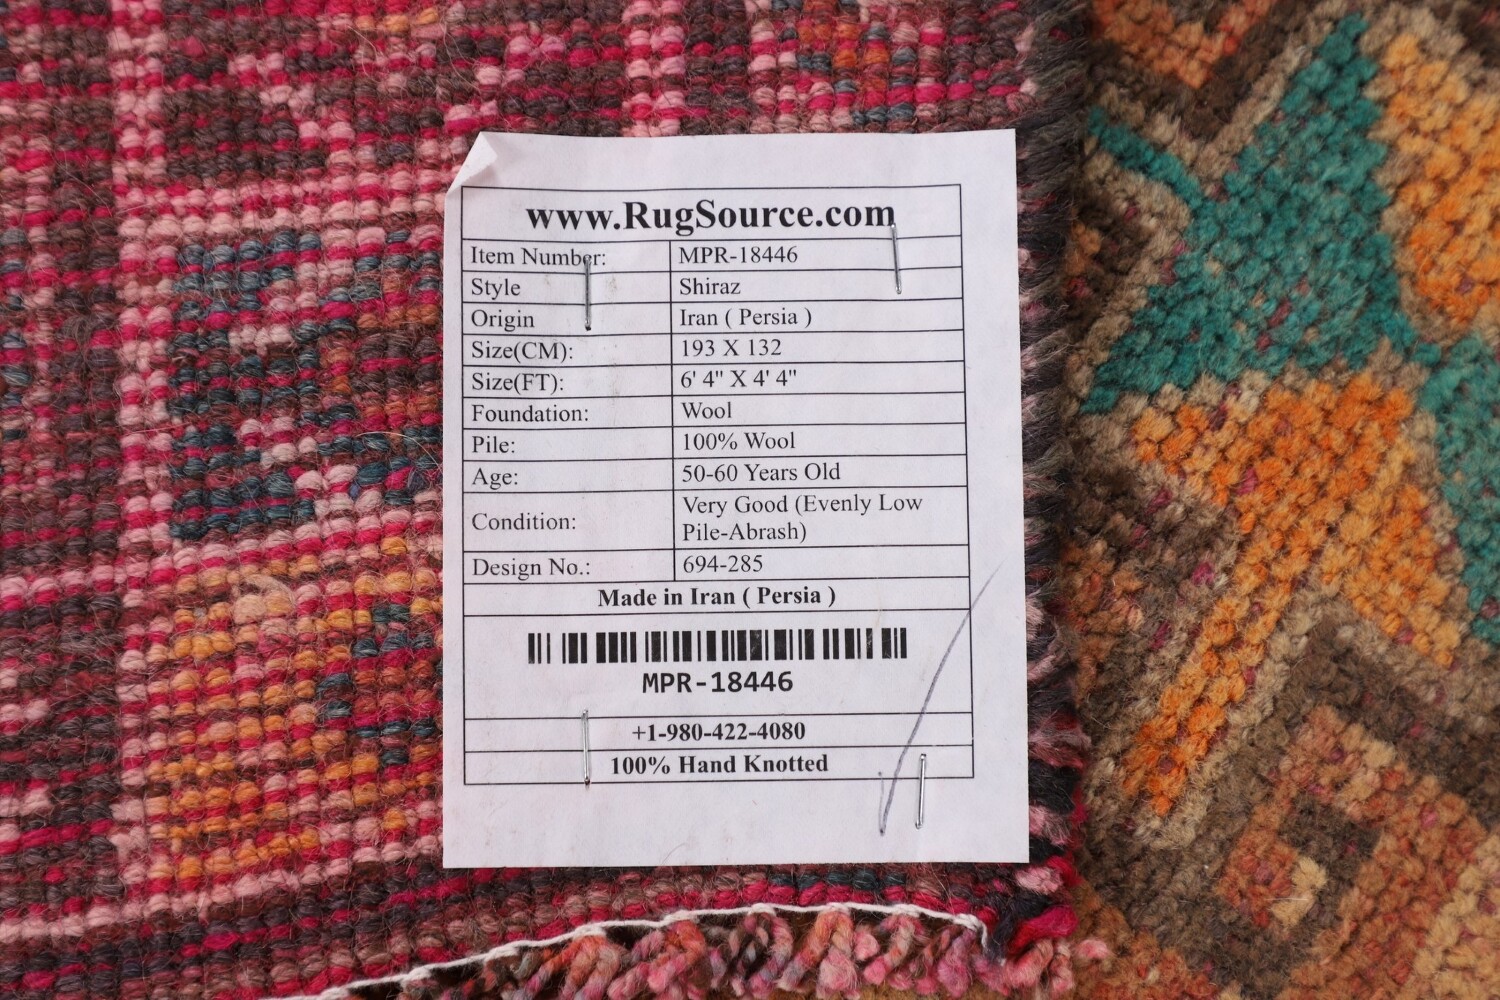 www.RugSource.com
Item Number: MPR-18446
Style Shiraz
Origin Iran ( Persia )
Size(CM): 193 X 132
Size(FT): 6' 4" X 4' 4"
Foundation: Wool
Pile: 100% Wool
Age: 50-60 Years Old
Condition: Very Good (Evenly Low
Pile-Abrash)
Design No.: 694-285
Made in Iran ( Persia )
MPR-18446
+1-980-422-4080
100% Hand Knotted